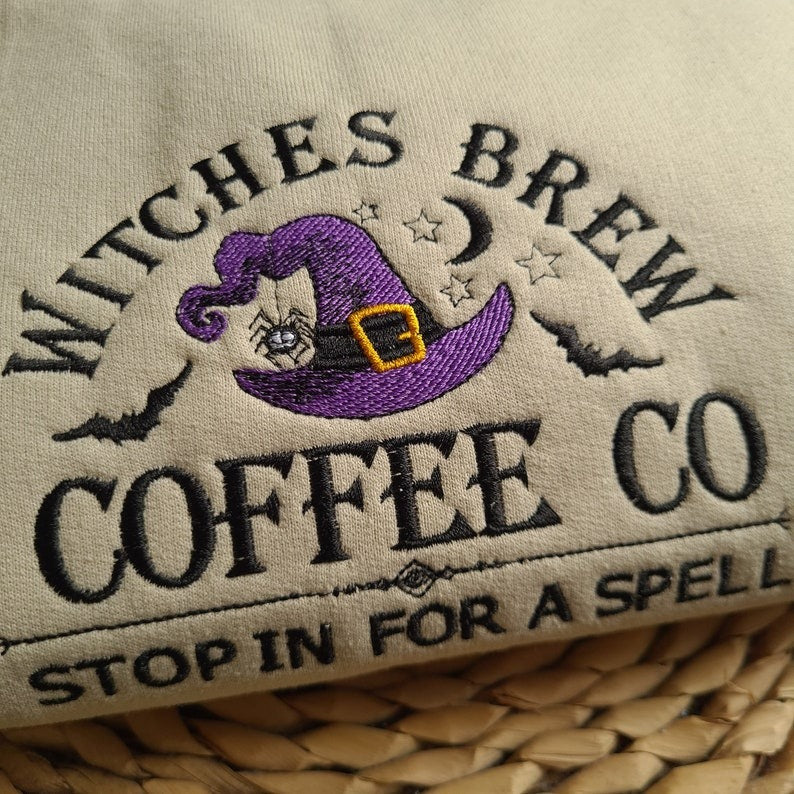 WITCHES BREW
COFFEE CO
STOP IN FOR A SPELL